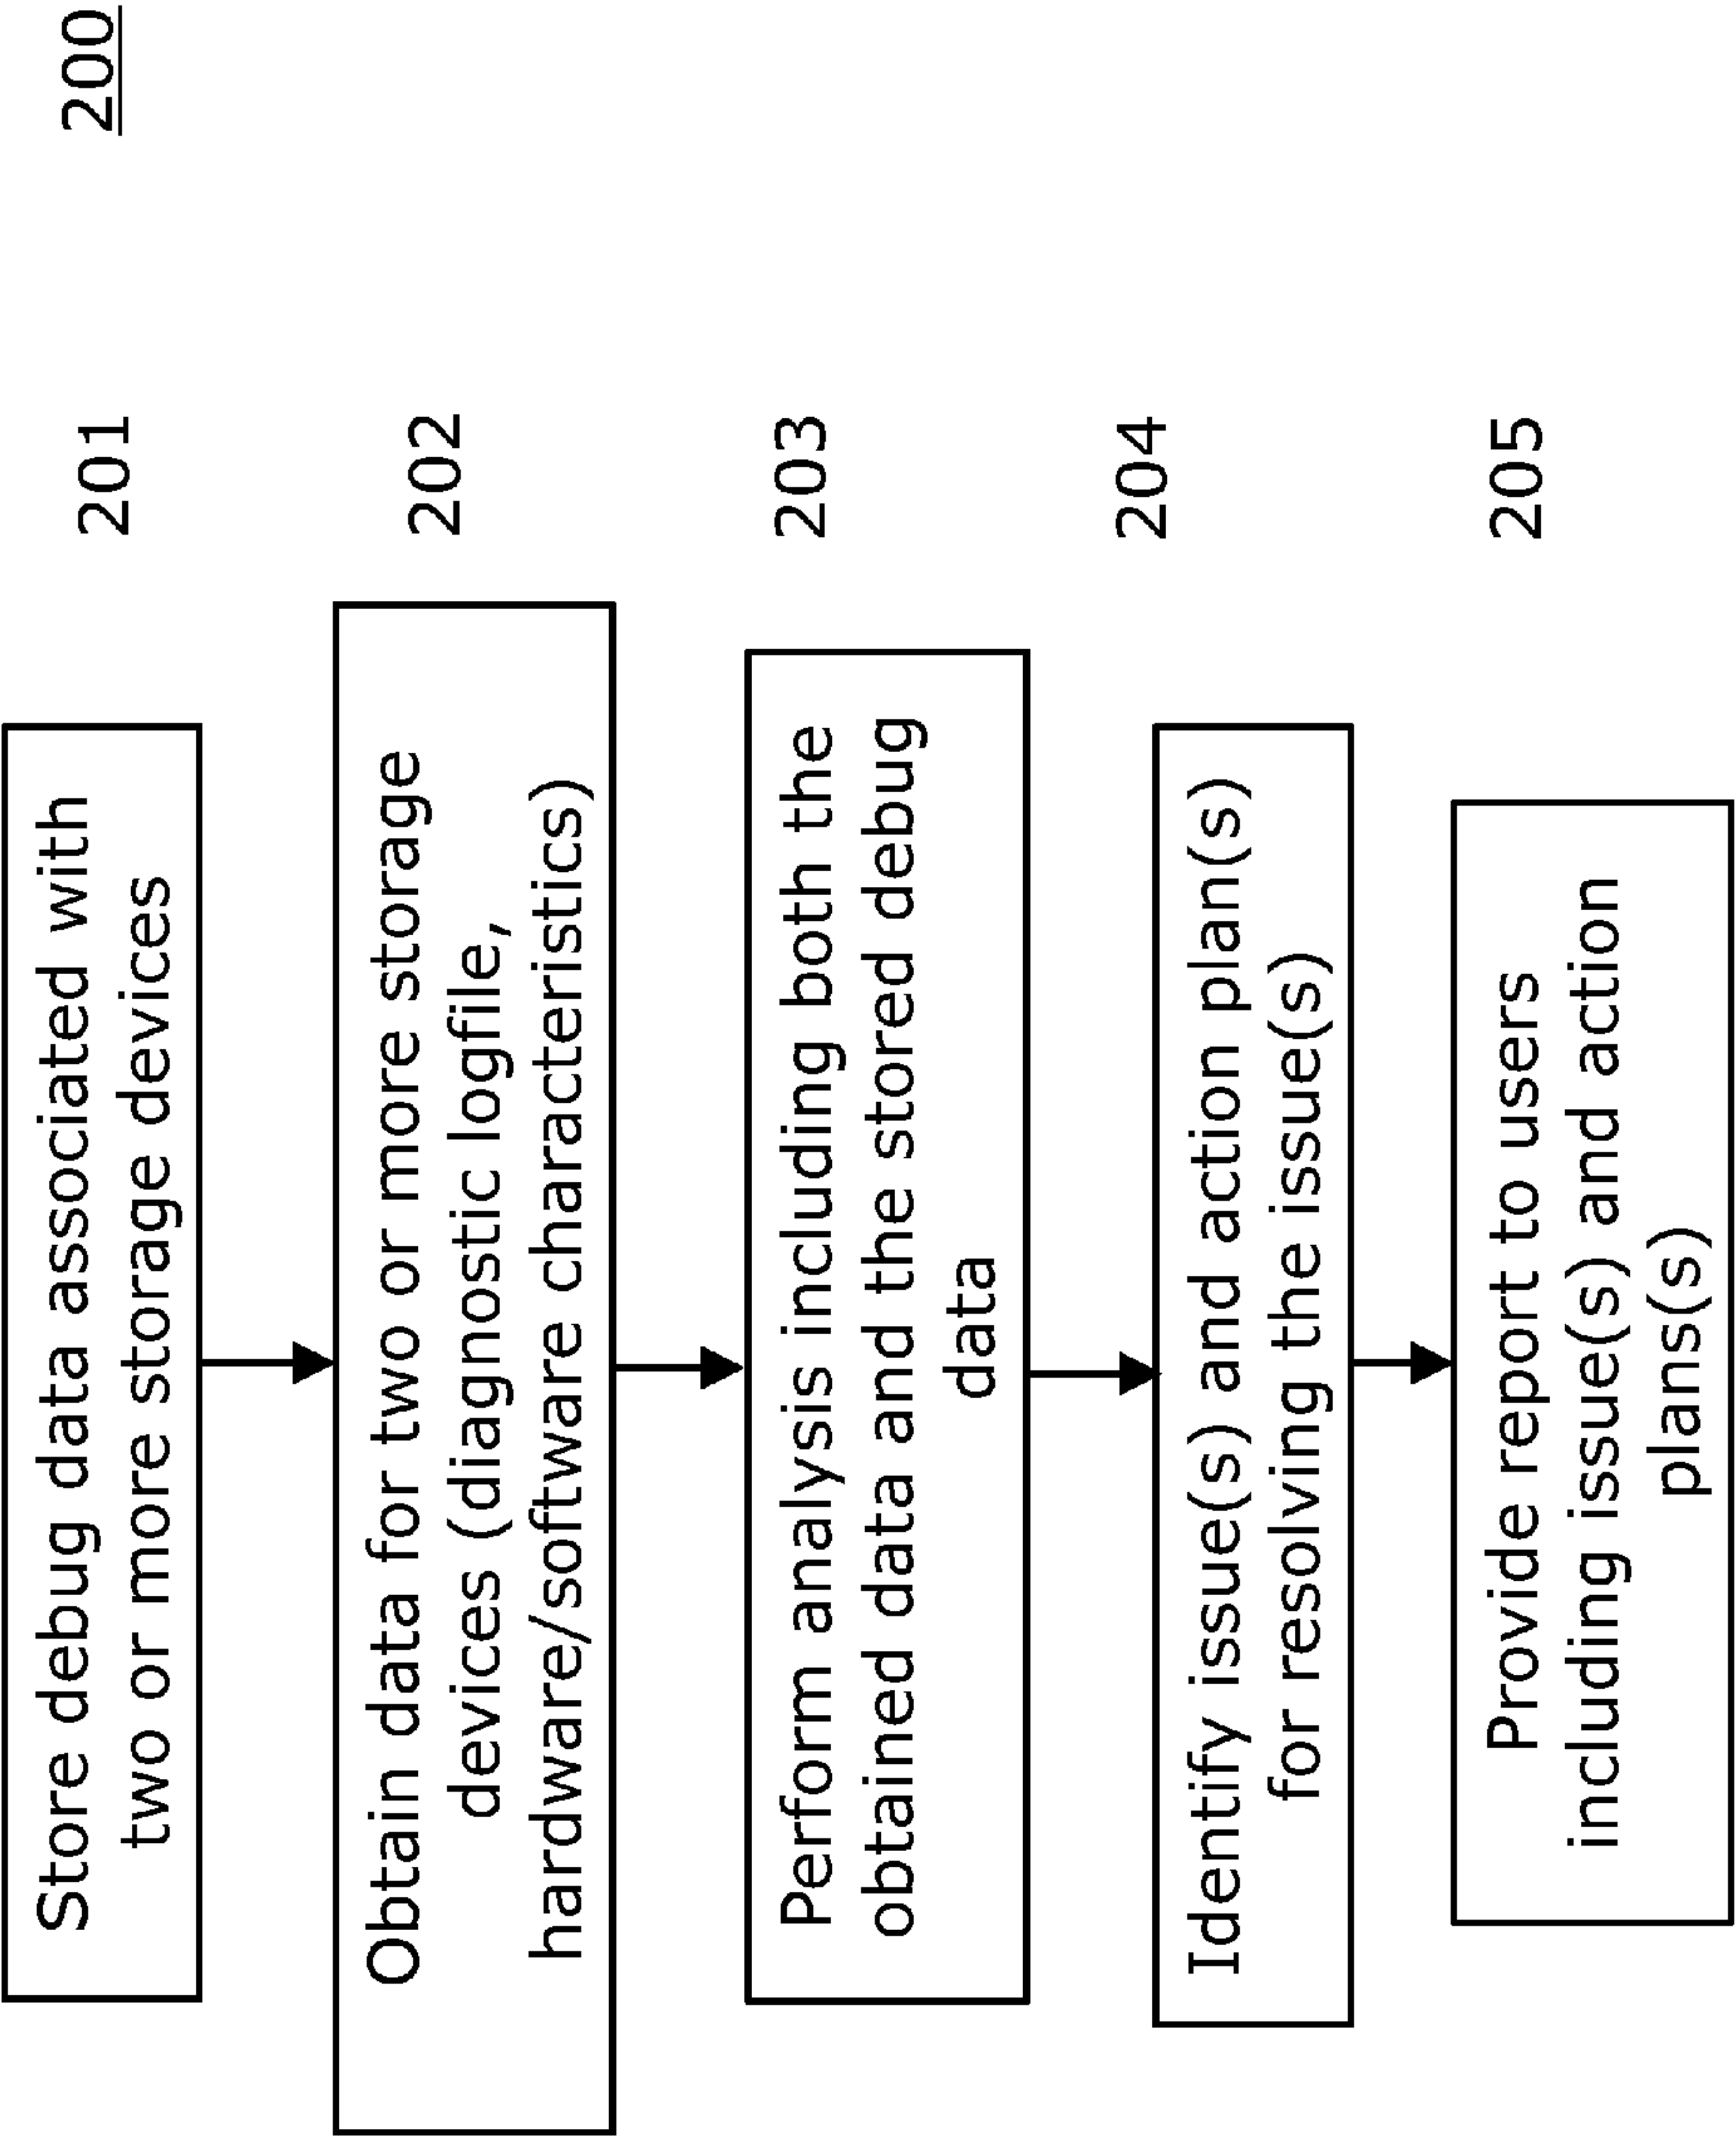 200
Store debug data associated with
two or more storage devices
201
Obtain data for two or more storage
devices (diagnostic logfile,
hardware/software characteristics)
202
Perform analysis including both the
obtained data and the stored debug
data
203
Identify issue(s) and action plan(s)
for resolving the issue(s)
204
Provide report to users
including issue(s) and action
plans(s)
205